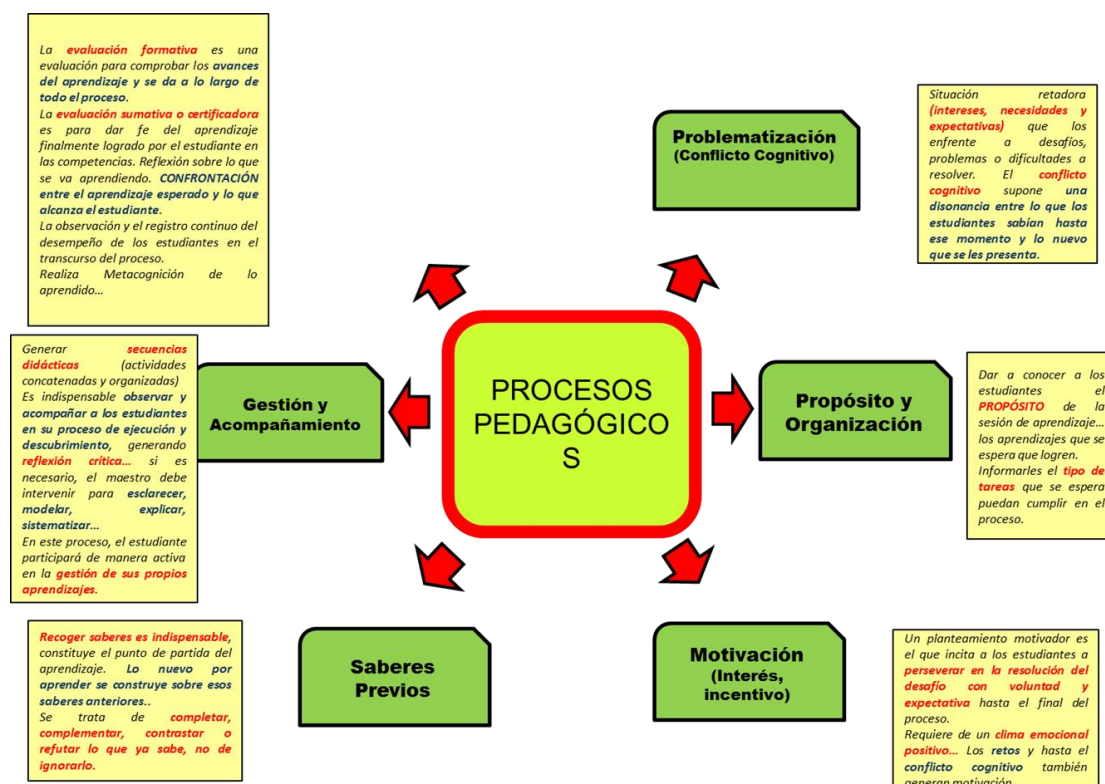 La evaluación formativa es una
evaluación para comprobar los avances
del aprendizaje y se da a lo largo de
todo el proceso.
La evaluación sumativa o certificadora
es para dar fe del aprendizaje
finalmente logrado por el estudiante en
las competencias. Reflexión sobre lo que
se va aprendiendo. CONFRONTACIÓN
entre el aprendizaje esperado y lo que
alcanza el estudiante.
La observación y el registro continuo del
desempeño de los estudiantes en el
transcurso del proceso.
Realiza Metacognición de lo
aprendido...
Problematización
(Conflicto Cognitivo)
Situación retadora
(intereses, necesidades y
expectativas) que los
enfrente a desafíos,
problemas o dificultades a
resolver. El conflicto
cognitivo supone una
disonancia entre lo que los
estudiantes sabían hasta
ese momento y lo nuevo
que se les presenta.
Generar secuencias
didácticas (actividades
concatenadas y organizadas)
Es indispensable observar y
acompañar a los estudiantes
en su proceso de ejecución y
descubrimiento, generando
reflexión crítica... si es
necesario, el maestro debe
intervenir para esclarecer,
modelar, explicar,
sistematizar...
En este proceso, el estudiante
participará de manera activa
en la gestión de sus propios
aprendizajes.
Gestión y
Acompañamiento
PROCESOS
PEDAGÓGICO
S
Propósito y
Organización
Dar a conocer a los
estudiantes el
PROPÓSITO de la
sesión de aprendizaje...
los aprendizajes que se
espera que logren.
Informarles el tipo de
tareas que se espera
puedan cumplir en el
proceso.
Recoger saberes es indispensable,
constituye el punto de partida del
aprendizaje. Lo nuevo por
aprender se construye sobre esos
saberes anteriores..
Se trata de completar,
complementar, contrastar o
refutar lo que ya sabe, no de
ignorarlo.
Saberes
Previos
Motivación
(Interés,
incentivo)
Un planteamiento motivador es
el que incita a los estudiantes a
perseverar en la resolución del
desafío con voluntad y
expectativa hasta el final del
proceso.
Requiere de un clima emocional
positivo... Los retos y hasta el
conflicto cognitivo también
generan motivación